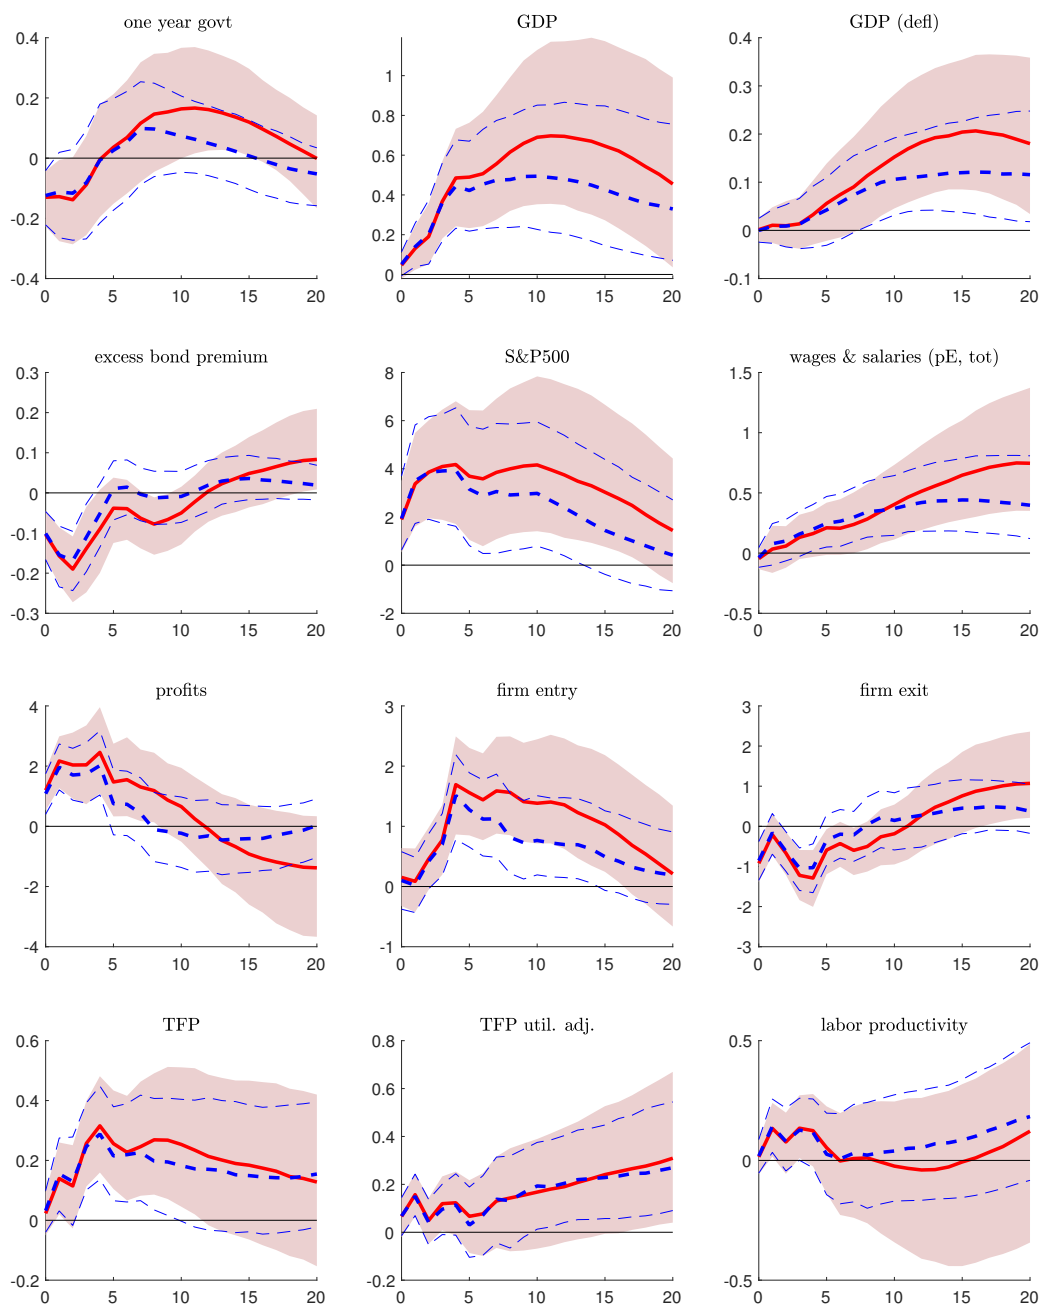 one year govt
GDP
GDP (defl)
0.4
0.2
0
-0.2
-0.4
0 5 10 15 20
1
0.8
0.6
0.4
0.2
0
0 5 10 15 20
0.4
0.3
0.2
0.1
0
-0.1
0 5 10 15 20
excess bond premium
S&P500
wages & salaries (pE, tot)
0.3
0.2
0.1
0
-0.1
-0.2
-0.3
0 5 10 15 20
8
6
4
2
0
-2
0 5 10 15 20
1.5
1
0.5
0
-0.5
0 5 10 15 20
profits
firm entry
firm exit
4
2
0
-2
-4
0 5 10 15 20
3
2
1
0
-1
0 5 10 15 20
3
2
1
0
-1
-2
-3
0 5 10 15 20
TFP
TFP util. adj.
labor productivity
0.6
0.4
0.2
0
-0.2
0 5 10 15 20
0.8
0.6
0.4
0.2
0
-0.2
0 5 10 15 20
0.5
0
-0.5
0 5 10 15 20